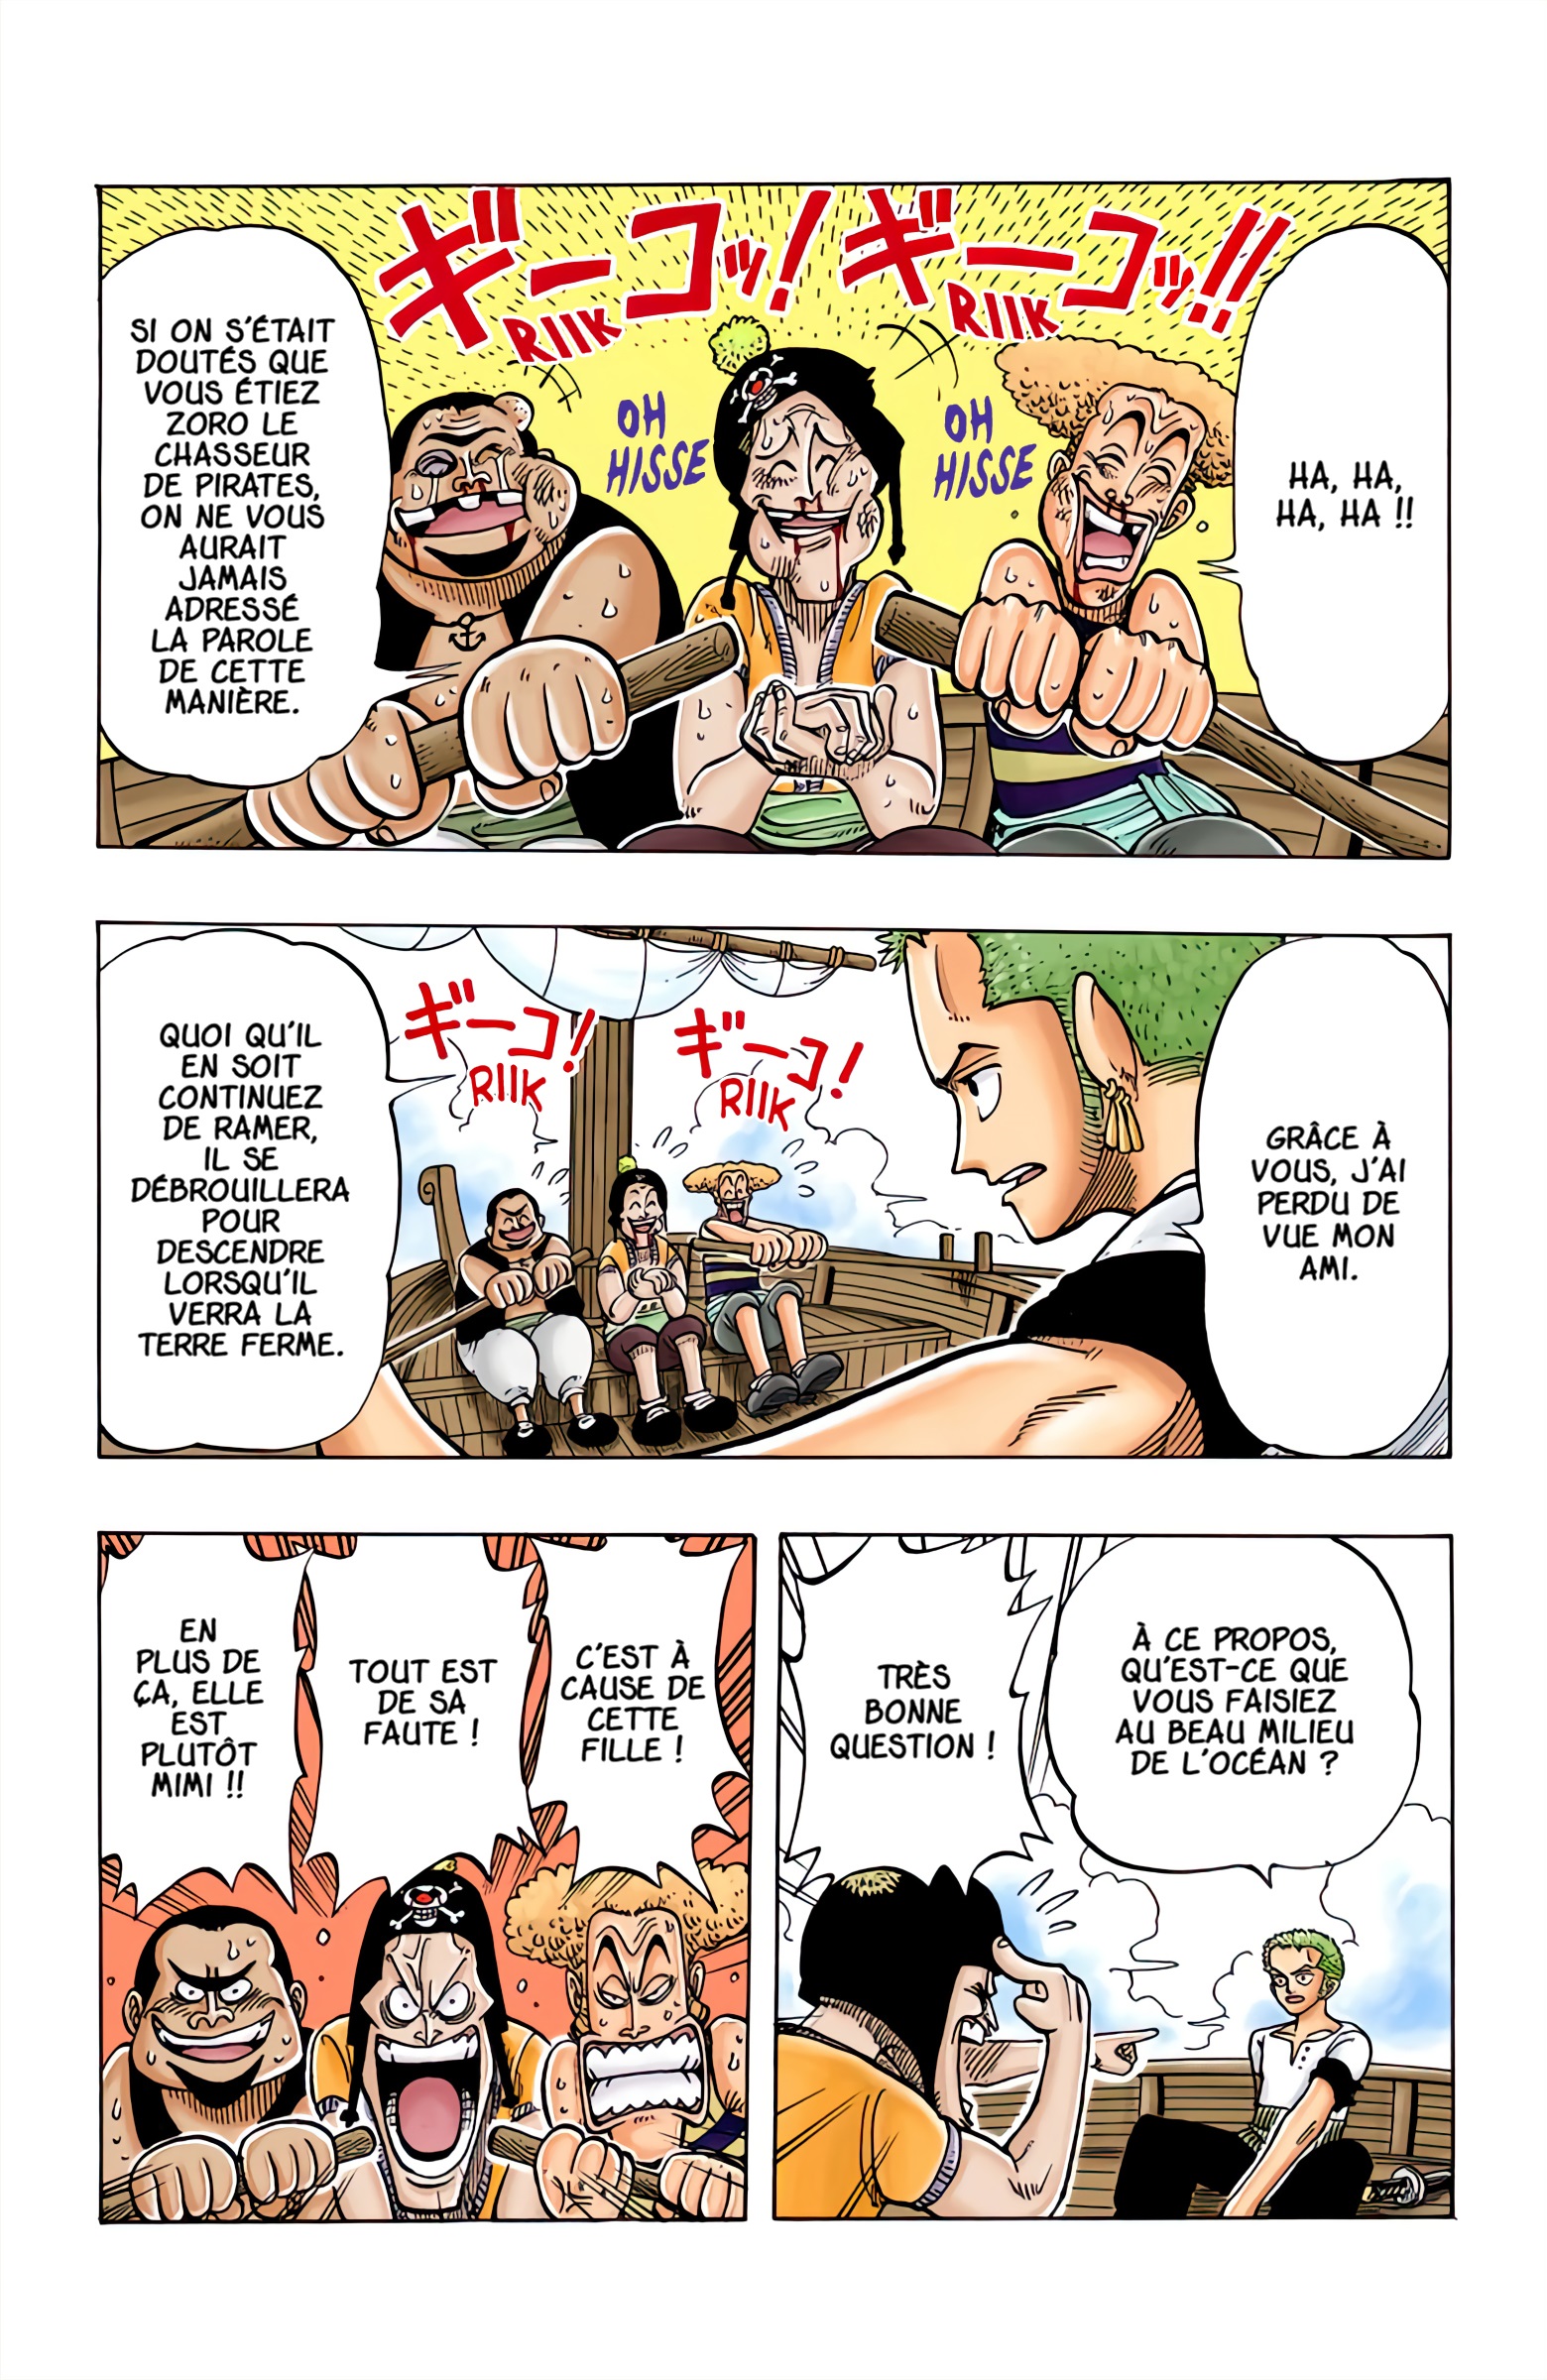 HA, HA,
HA, HA !!
ギーコッ! ギーコッ!!
RIIK
RIIK
OH
HISSE
OH
HISSE
SI ON S'ÉTAIT
DOUTÉS QUE
VOUS ÉTIEZ
ZORO LE
CHASSEUR
DE PIRATES,
ON NE VOUS
AURAIT
JAMAIS
ADRESSÉ
LA PAROLE
DE CETTE
MANIÈRE.
GRÂCE À
VOUS, J'AI
PERDU DE
VUE MON
AMI.
ギーコ!
RIIK
ギーコ!
RIIK
QUOI QU'IL
EN SOIT
CONTINUEZ
DE RAMER,
IL SE
DÉBROUILLERA
POUR
DESCENDRE
LORSQU'IL
VERRA LA
TERRE FERME.
À CE PROPOS,
QU'EST-CE QUE
VOUS FAISIEZ
AU BEAU MILIEU
DE L'OCÉAN ?
TRÈS
BONNE
QUESTION !
C'EST À
CAUSE DE
CETTE
FILLE !
TOUT EST
DE SA
FAUTE !
EN
PLUS DE
ÇA, ELLE
EST
PLUTÔT
MIMI !!